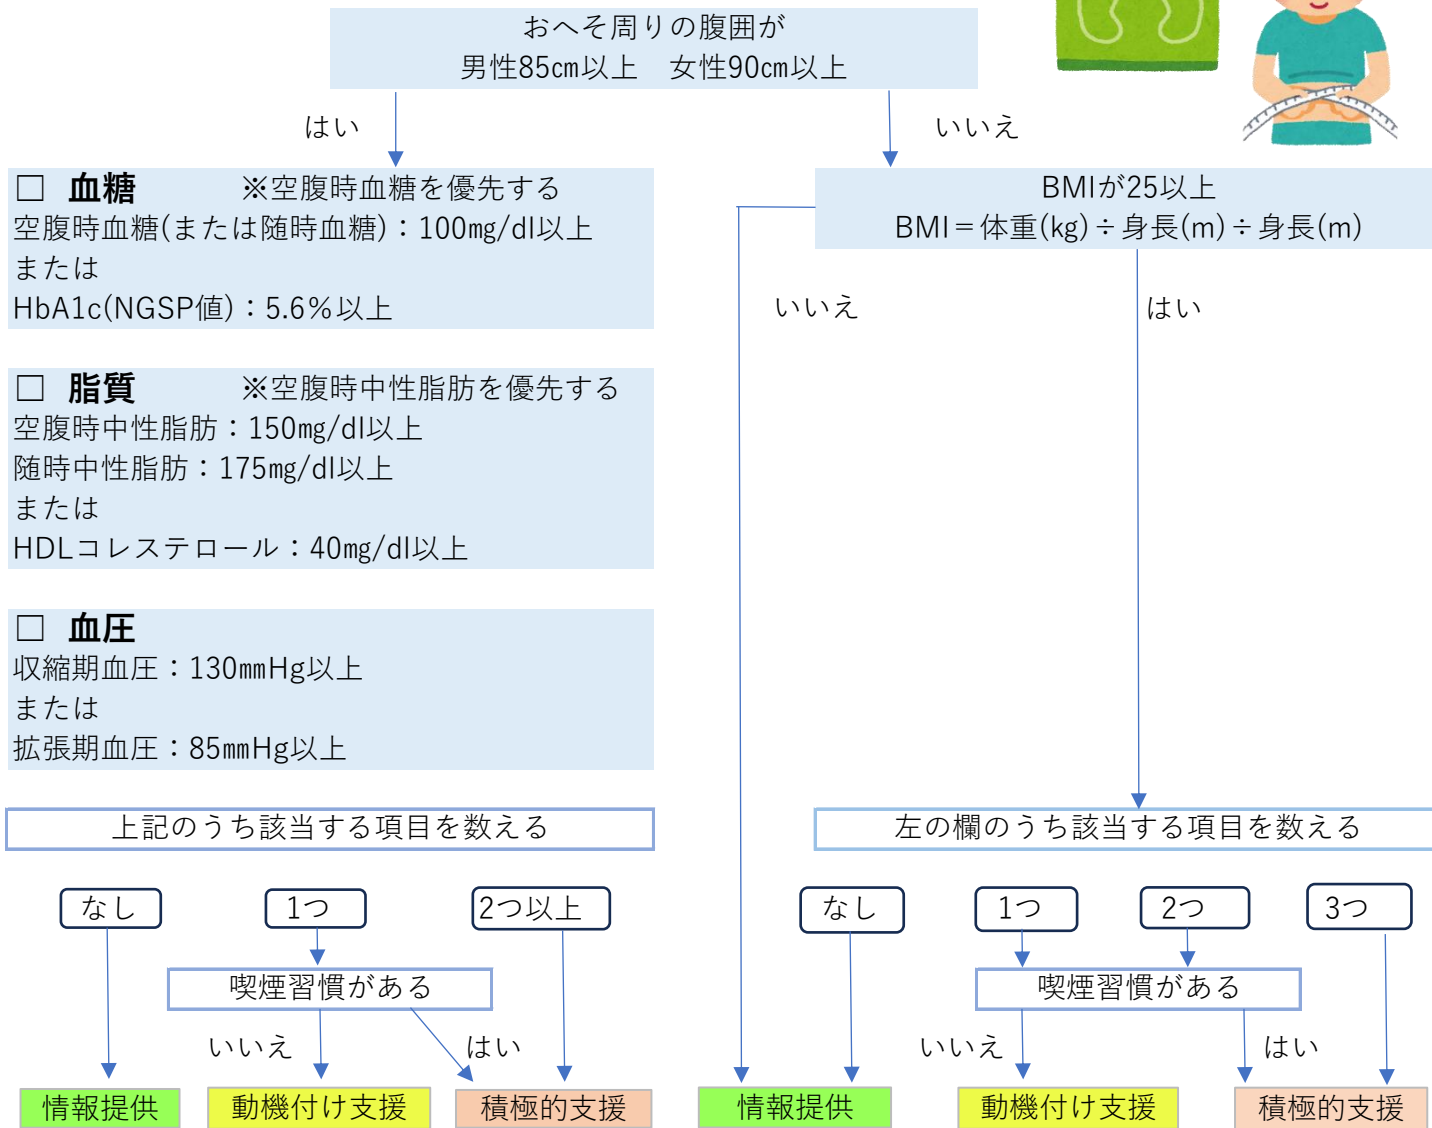 おへそ周りの腹囲が
男性85㎝以上　女性90㎝以上
はい
いいえ
□ 血糖　※空腹時血糖を優先する
空腹時血糖(または随時血糖)：100㎎/dl以上
または
HbA1c(NGSP値)：5.6％以上
□ 脂質　※空腹時中性脂肪を優先する
空腹時中性脂肪：150㎎/dl以上
随時中性脂肪：175㎎/dl以上
または
HDLコレステロール：40㎎/dl以上
□ 血圧
収縮期血圧：130㎜Hg以上
または
拡張期血圧：85㎜Hg以上
上記のうち該当する項目を数える
なし
1つ
2つ以上
喫煙習慣がある
いいえ
はい
情報提供
動機付け支援
積極的支援
BMIが25以上
BMI＝体重(kg)÷身長(m)÷身長(m)
いいえ
はい
左の欄のうち該当する項目を数える
なし
1つ
2つ
3つ
喫煙習慣がある
いいえ
はい
情報提供
動機付け支援
積極的支援